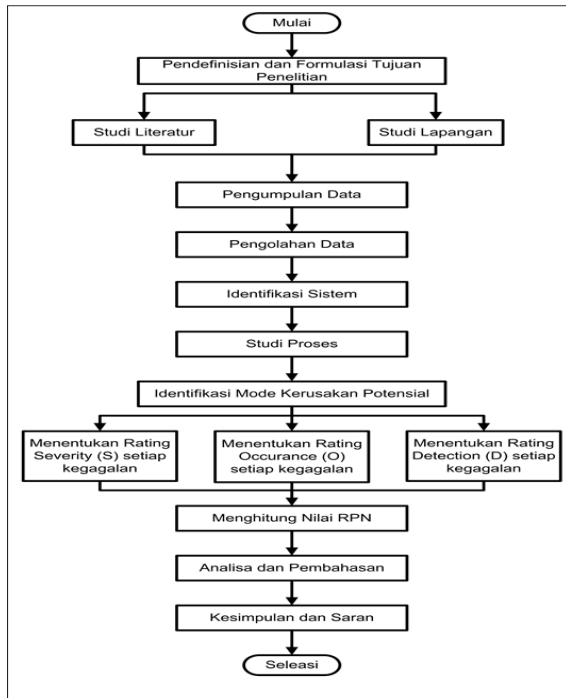 Mulai
Pendefinisian dan Formulasi Tujuan
Penelitian
Studi Literatur
Studi Lapangan
Pengumpulan Data
Pengolahan Data
Identifikasi Sistem
Studi Proses
Identifikasi Mode Kerusakan Potensial
Menentukan Rating
Severity (S) setiap
kegagalan
Menentukan Rating
Occurance (O)
setiap kegagalan
Menentukan Rating
Detection (D) setiap
kegagalan
Menghitung Nilai RPN
Analisa dan Pembahasan
Kesimpulan dan Saran
Seleasi